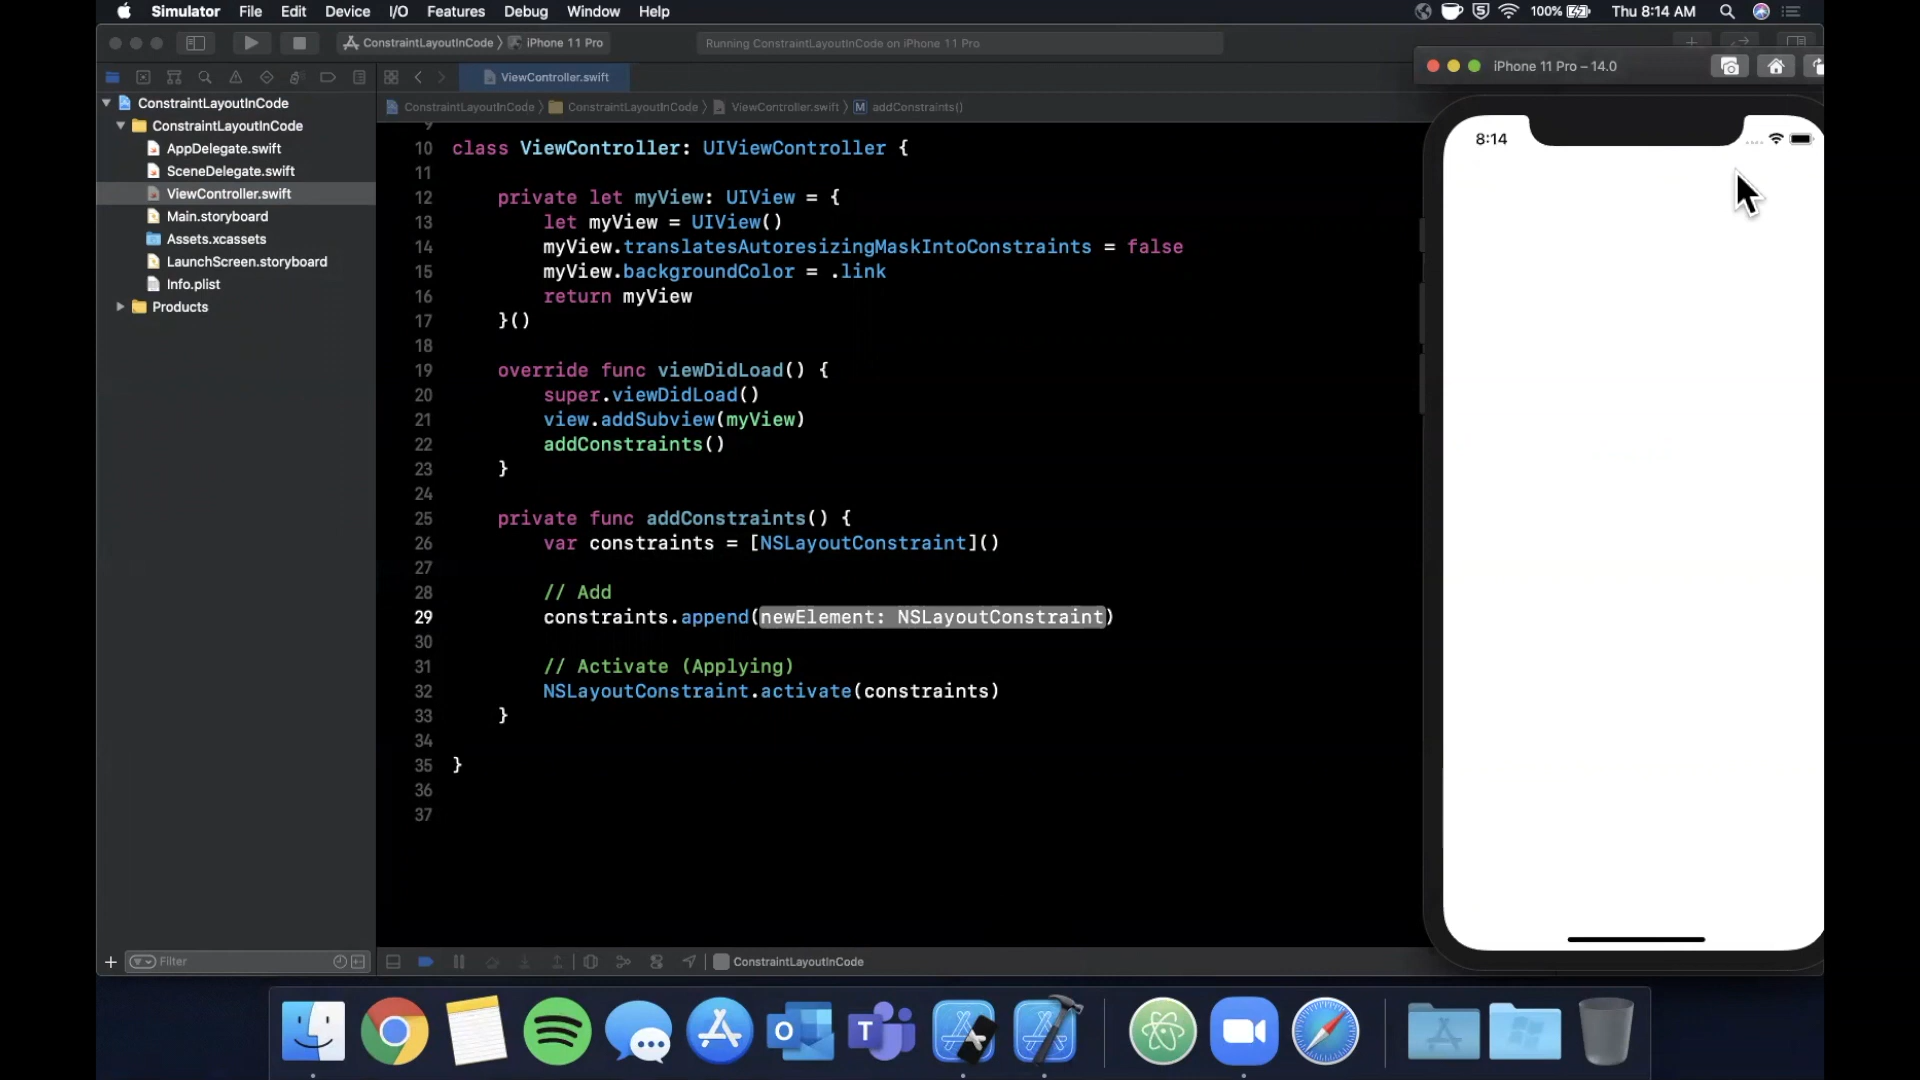 Simulator File Edit Device I/O Features Debug Window Help 100% Thu 8:14 AM
ConstraintLayoutInCode 〉 iPhone 11 Pro Running ConstraintLayoutInCode on iPhone 11 Pro
iPhone 11 Pro – 14.0
ViewController.swift
ConstraintLayoutInCode 〉 ConstraintLayoutInCode 〉 ViewController.swift 〉 M addConstraints()
ConstraintLayoutInCode
ConstraintLayoutInCode
AppDelegate.swift
SceneDelegate.swift
ViewController.swift
Main.storyboard
Assets.xcassets
LaunchScreen.storyboard
Info.plist
Products
9
10 class ViewController: UIViewController {
11
12 private let myView: UIView = {
13 let myView = UIView()
14 myView.translatesAutoresizingMaskIntoConstraints = false
15 myView.backgroundColor = .link
16 return myView
17 }()
18
19 override func viewDidLoad() {
20 super.viewDidLoad()
21 view.addSubview(myView)
22 addConstraints()
23 }
24
25 private func addConstraints() {
26 var constraints = [NSLayoutConstraint]()
27
28 // Add
29 constraints.append(newElement: NSLayoutConstraint)
30
31 // Activate (Applying)
32 NSLayoutConstraint.activate(constraints)
33 }
34
35 }
36
37
8:14
Filter
ConstraintLayoutInCode